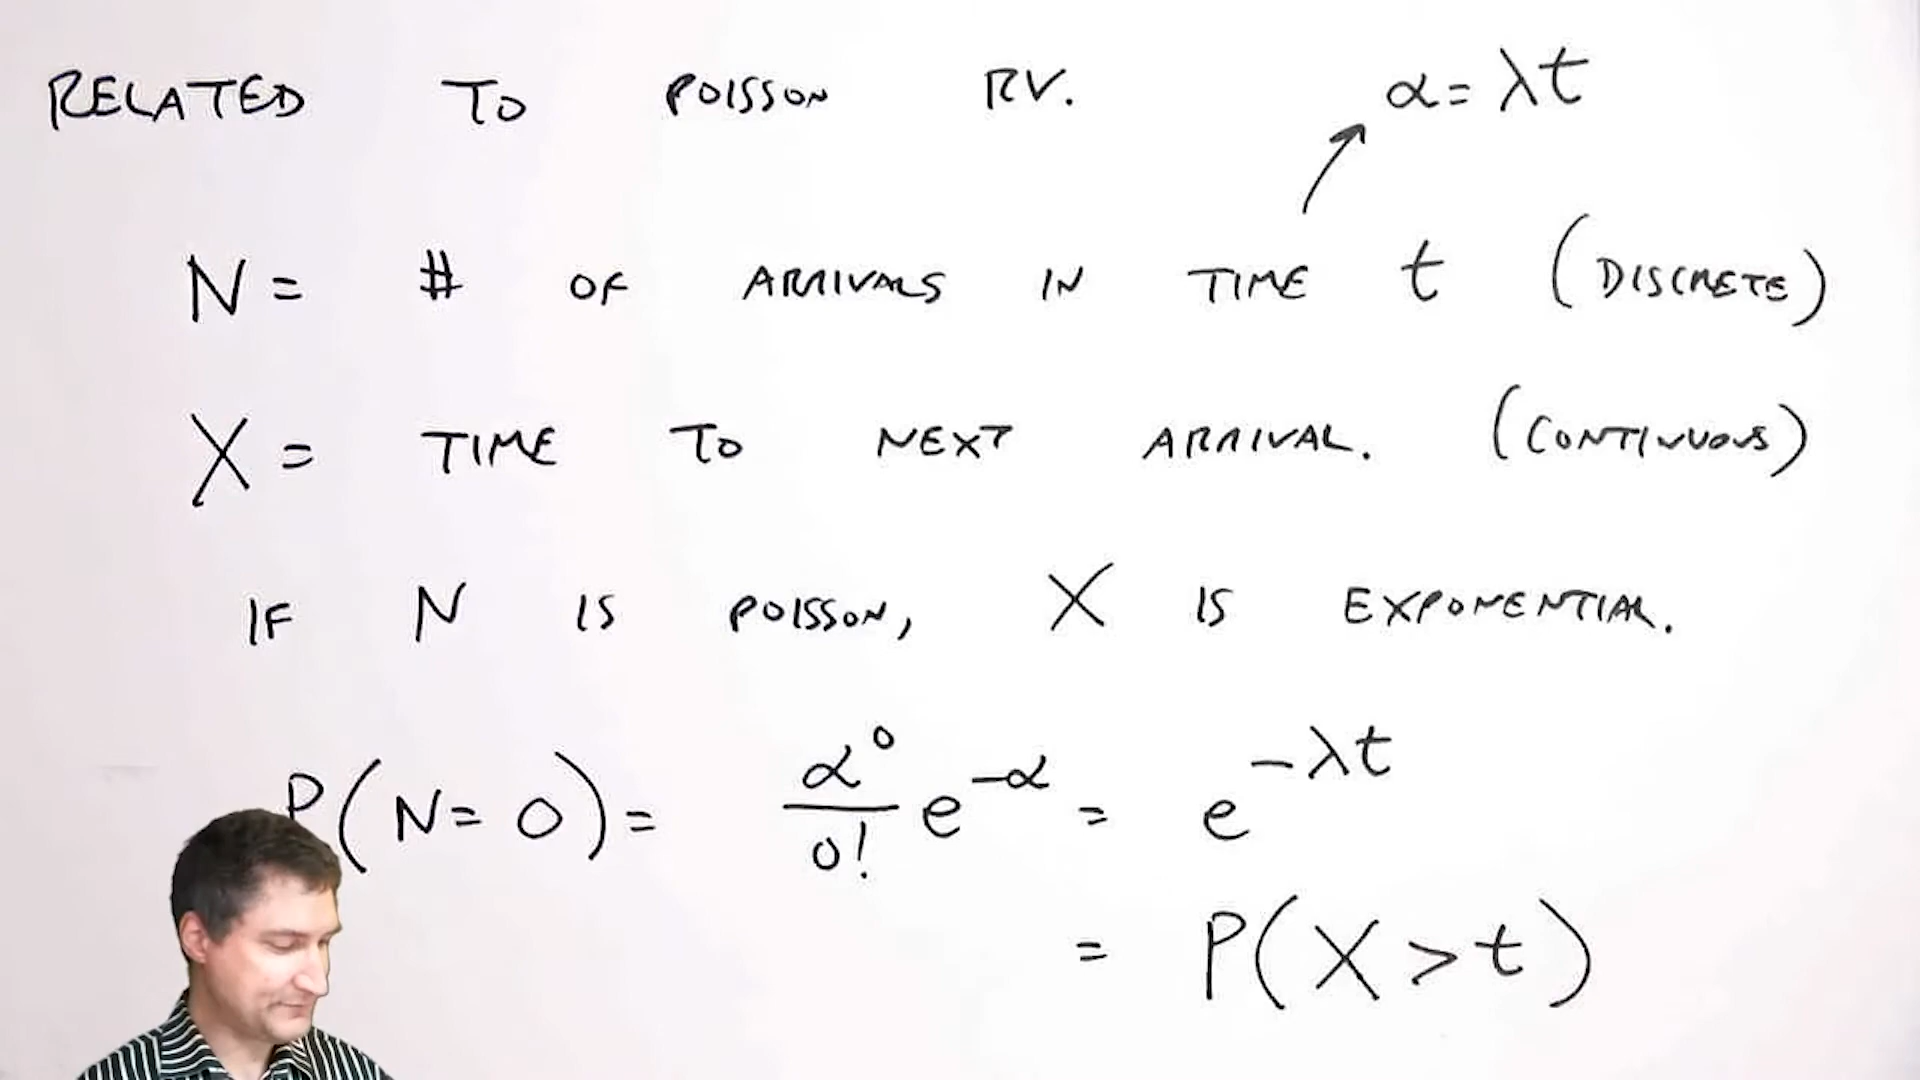 RELATED TO POISSON RV. α = λt
N = # OF ARRIVALS IN TIME t (DISCRETE)
X = TIME TO NEXT ARRIVAL. (CONTINUOUS)
IF N IS POISSON, X IS EXPONENTIAL.
P(N = 0) = α⁰/0! e^-α = e^-λt
= P(X > t)